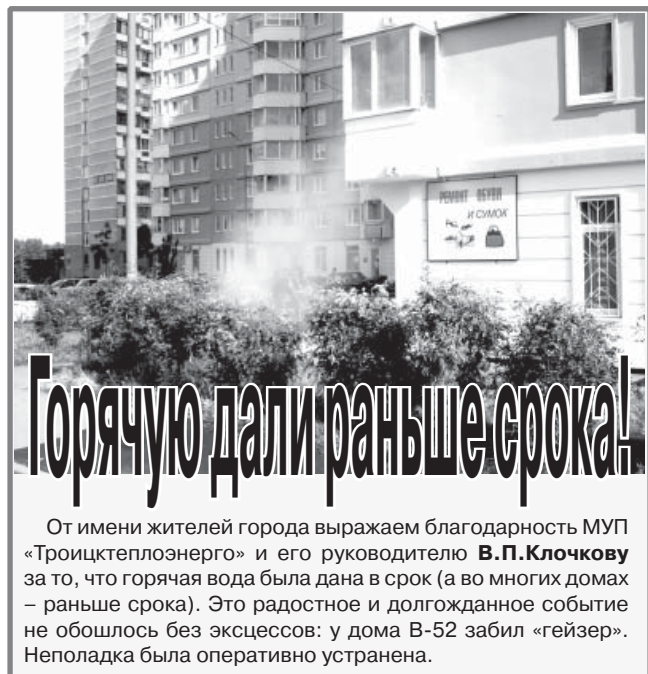 РЕМОНТ ОБУВИ
И СУМОК
Горячую дали раньше срока!
От имени жителей города выражаем благодарность МУП
«Троицктеплоэнерго» и его руководителю В.П.Клочкову
за то, что горячая вода была дана в срок (а во многих домах
– раньше срока). Это радостное и долгожданное событие
не обошлось без эксцессов: у дома В-52 забил «гейзер».
Неполадка была оперативно устранена.